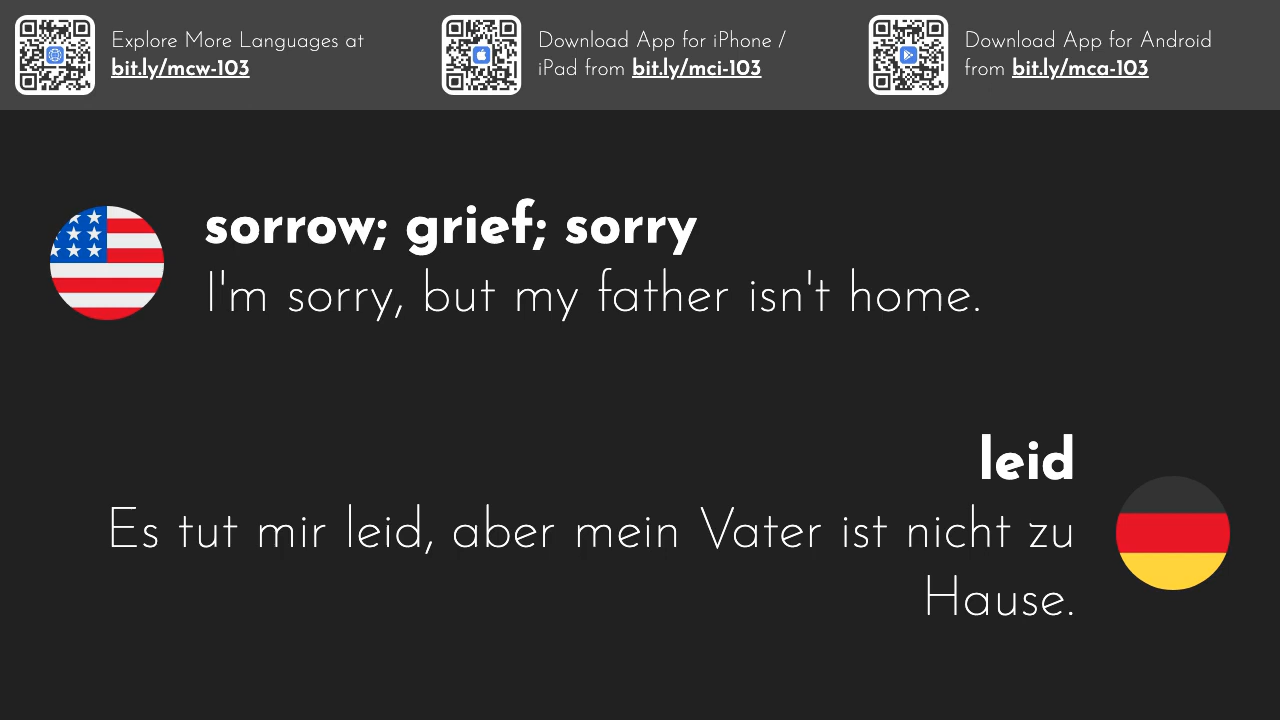 Explore More Languages at
bit.ly/mcw-103
Download App for iPhone /
iPad from bit.ly/mci-103
Download App for Android
from bit.ly/mca-103
sorrow; grief; sorry
I'm sorry, but my father isn't home.
leid
Es tut mir leid, aber mein Vater ist nicht zu
Hause.